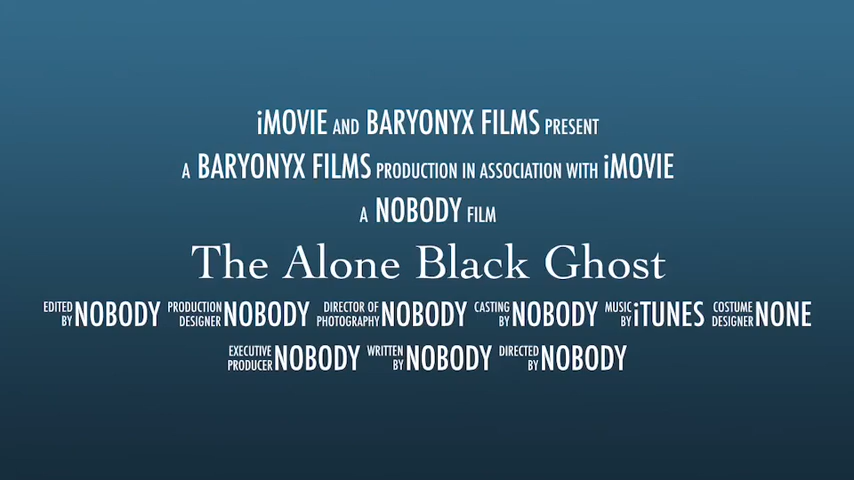 iMOVIE AND BARYONYX FILMS PRESENT
A BARYONYX FILMS PRODUCTION IN ASSOCIATION WITH iMOVIE
A NOBODY FILM
The Alone Black Ghost
EDITED BY NOBODY PRODUCTION DESIGNER NOBODY DIRECTOR OF PHOTOGRAPHY NOBODY CASTING BY NOBODY MUSIC BY iTUNES COSTUME DESIGNER NONE
EXECUTIVE PRODUCER NOBODY WRITTEN BY NOBODY DIRECTED BY NOBODY